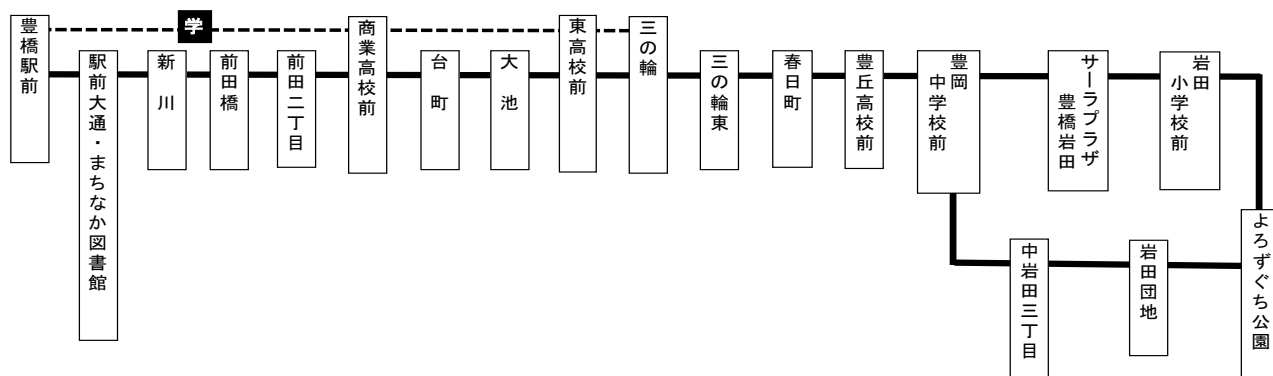 学
豊橋駅前
駅前大通・まちなか図書館
新川
前田橋
前田二丁目
商業高校前
台町
大池
東高校前
三の輪
三の輪東
春日町
豊丘高校前
豊岡
中学校前
サーラプラザ
豊橋岩田
岩田
小学校前
よろずぐち公園
岩田団地
中岩田三丁目